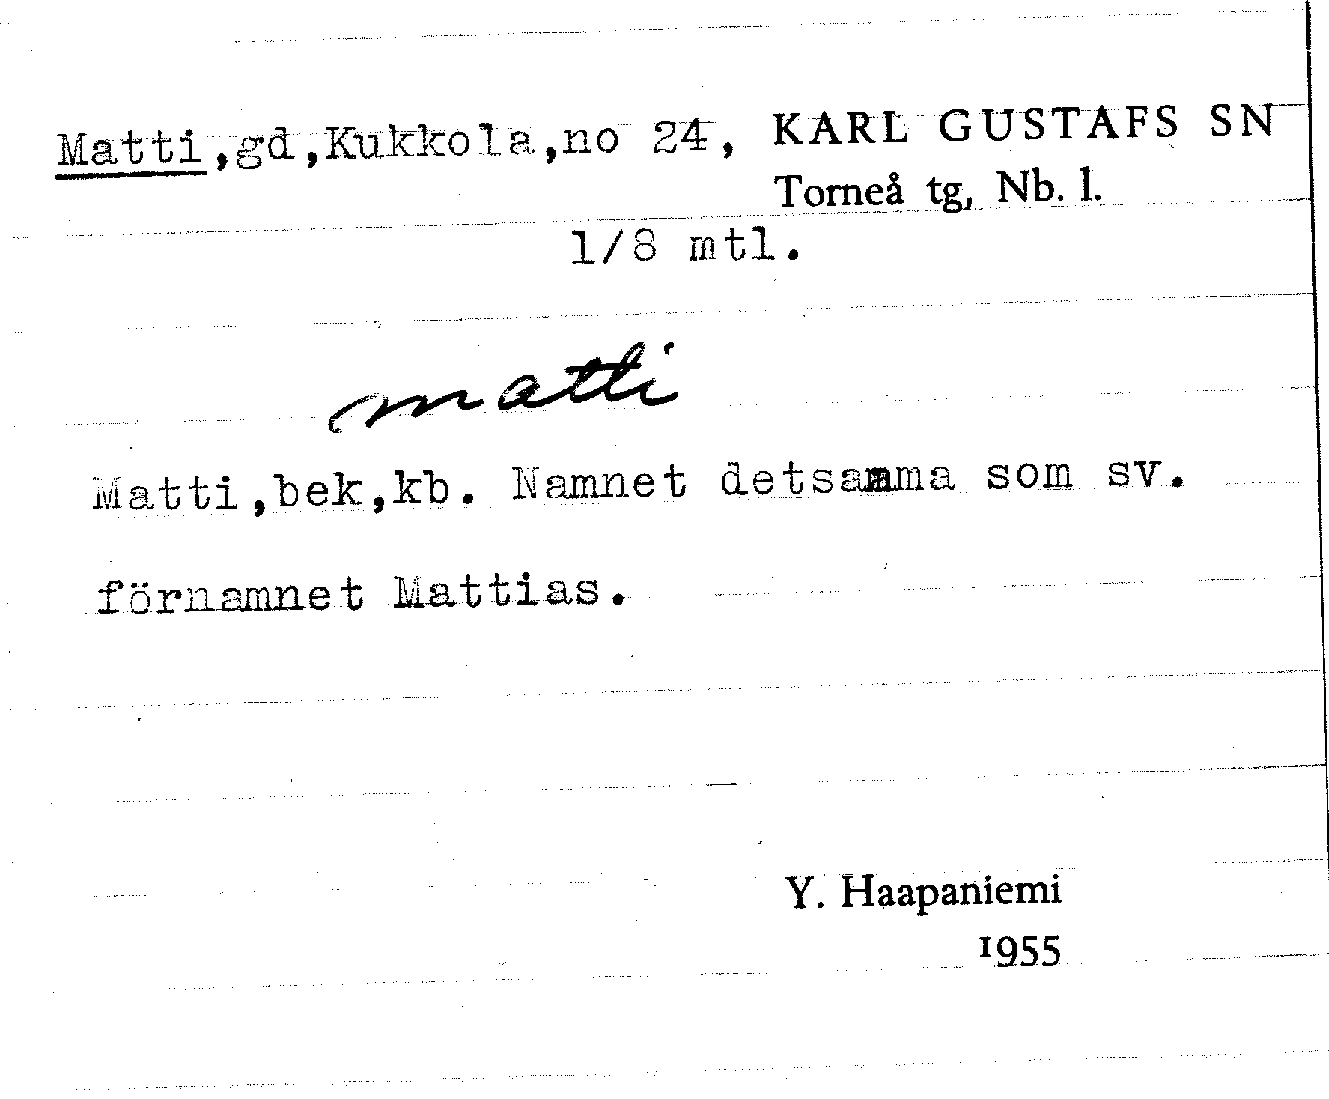 Matti,gd,Kukkola,no 24, KARL GUSTAFS SN
Torneå tg, Nb. l.
1/8 mtl.
matti
Matti,bek,kb. Namnet detsamma som sv.
förnamnet Mattias.
Y. Haapaniemi
1955